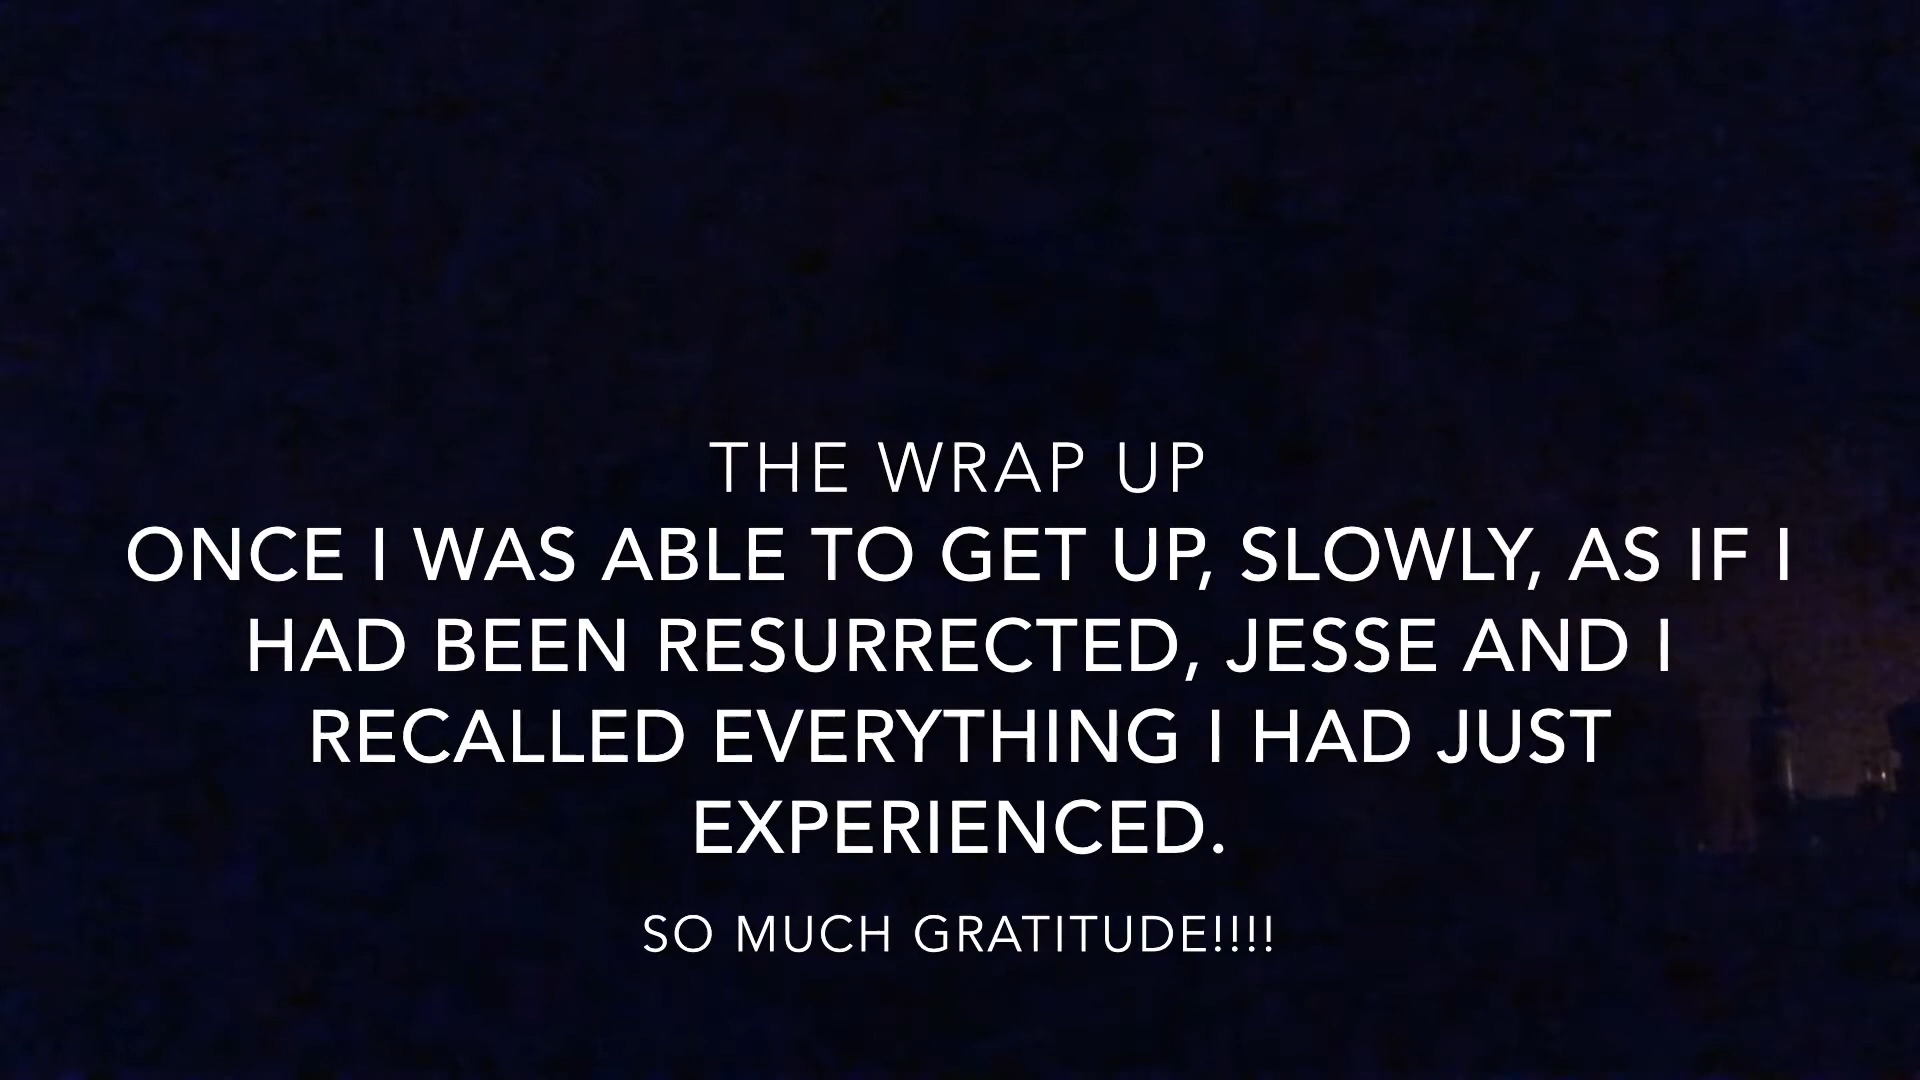 THE WRAP UP
ONCE I WAS ABLE TO GET UP, SLOWLY, AS IF I
HAD BEEN RESURRECTED, JESSE AND I
RECALLED EVERYTHING I HAD JUST
EXPERIENCED.
SO MUCH GRATITUDE!!!!